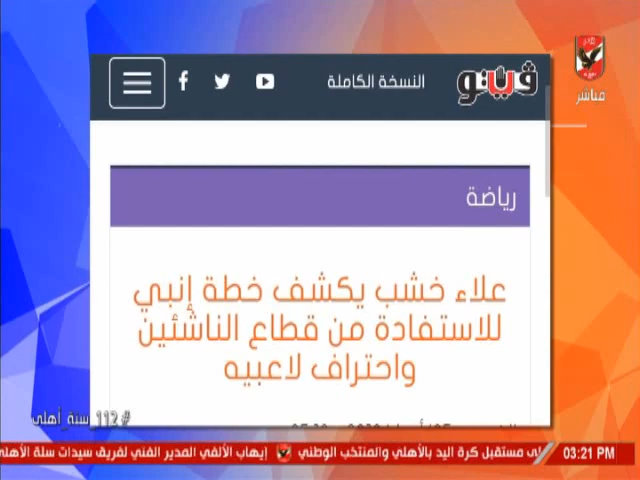 ڤيتو
النسخة الكاملة
مباشر
رياضة
علاء خشب يكشف خطة إنبي
للاستفادة من قطاع الناشئين
واحتراف لاعبيه
#112_سنة_أهلي
مستقبل كرة اليد بالأهلي والمنتخب الوطني
إيهاب الألفي المدير الفني لفريق سيدات سلة الأهلي
03:21 PM